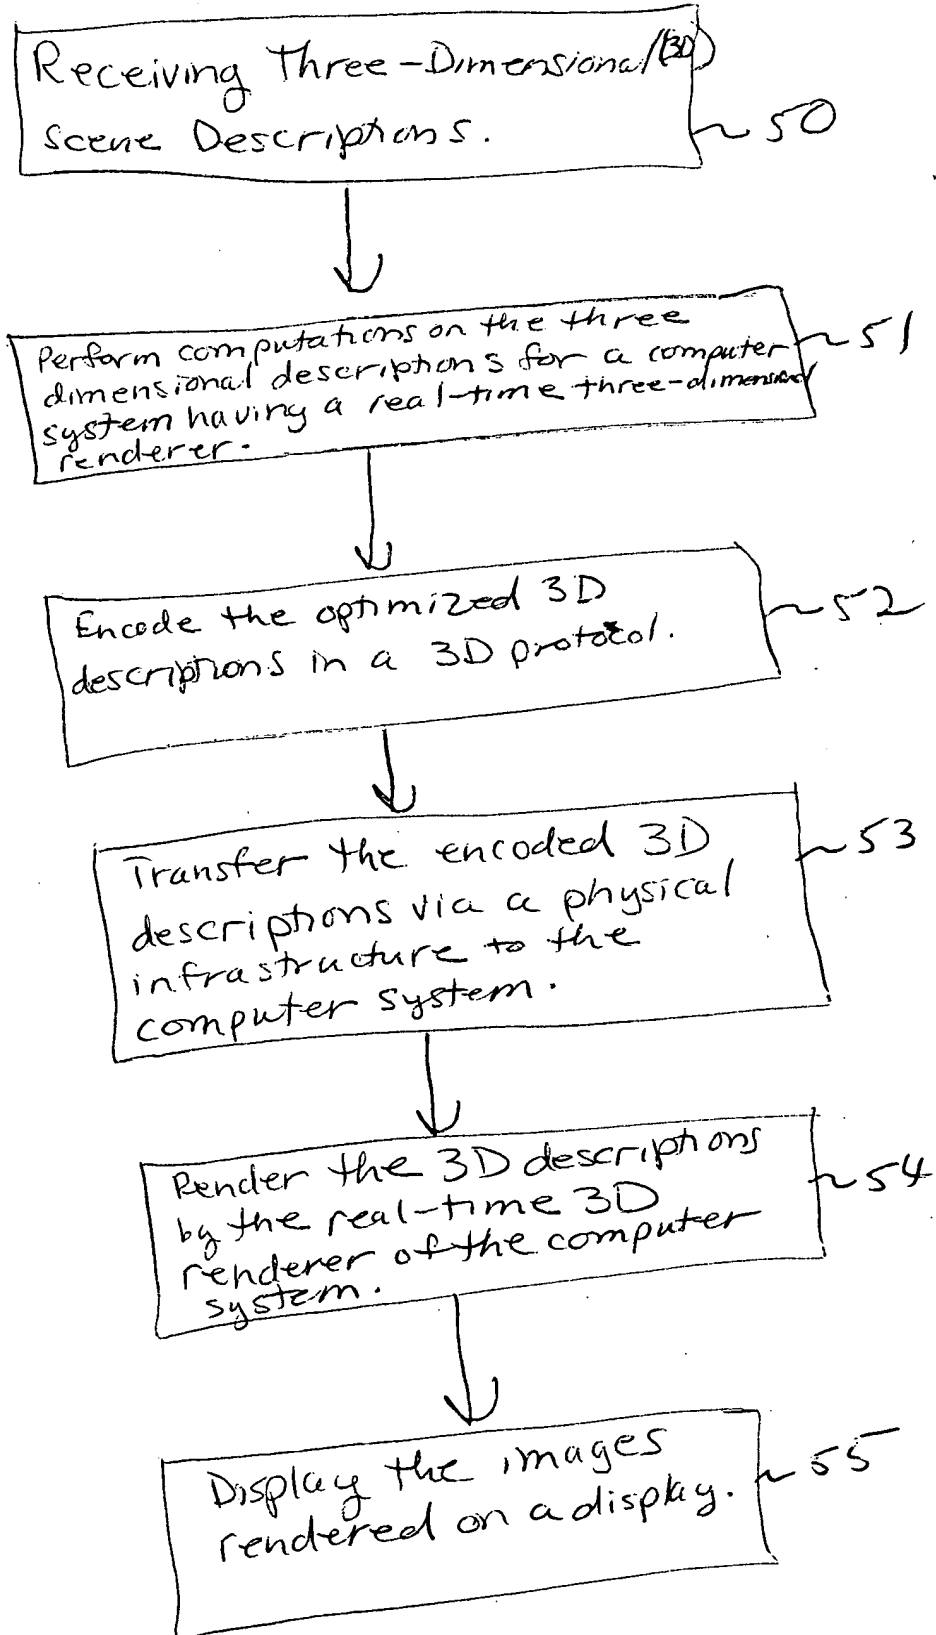 Receiving Three-Dimensional (3D)
Scene Descriptions.
~50
Perform computations on the three
dimensional descriptions for a computer
system having a real-time three-dimensional
renderer.
~51
Encode the optimized 3D
descriptions in a 3D protocol.
~52
Transfer the encoded 3D
descriptions via a physical
infrastructure to the
computer system.
~53
Render the 3D descriptions
by the real-time 3D
renderer of the computer
system.
~54
Display the images
rendered on a display.
~55